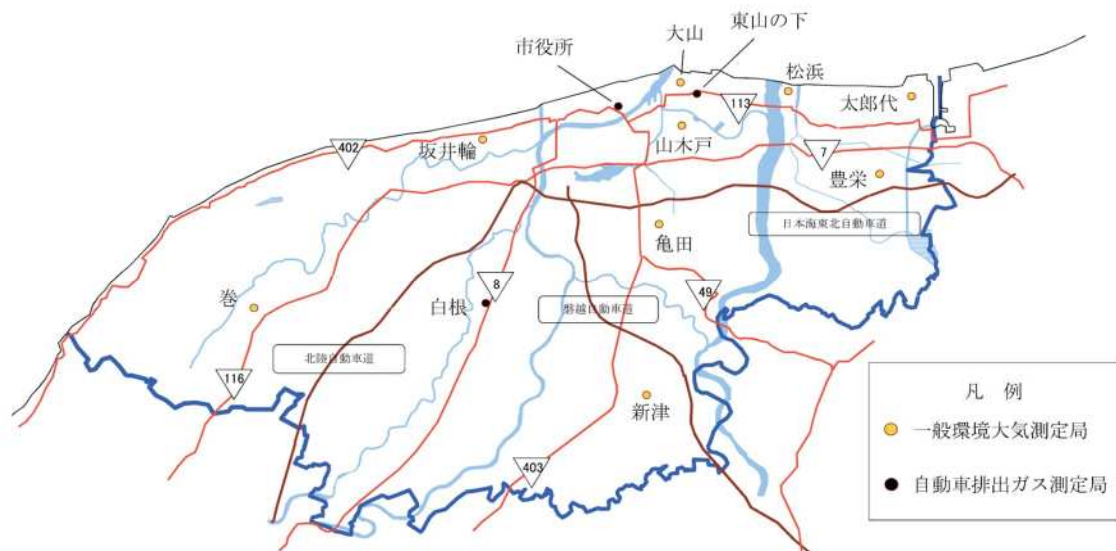 東山の下
大山
市役所
松浜
太郎代
113
坂井輪
402
山木戸
7
豊栄
亀田
日本海東北自動車道
8
49
巻
白根
磐越自動車道
北陸自動車道
116
新津
403
凡 例
一般環境大気測定局
自動車排出ガス測定局